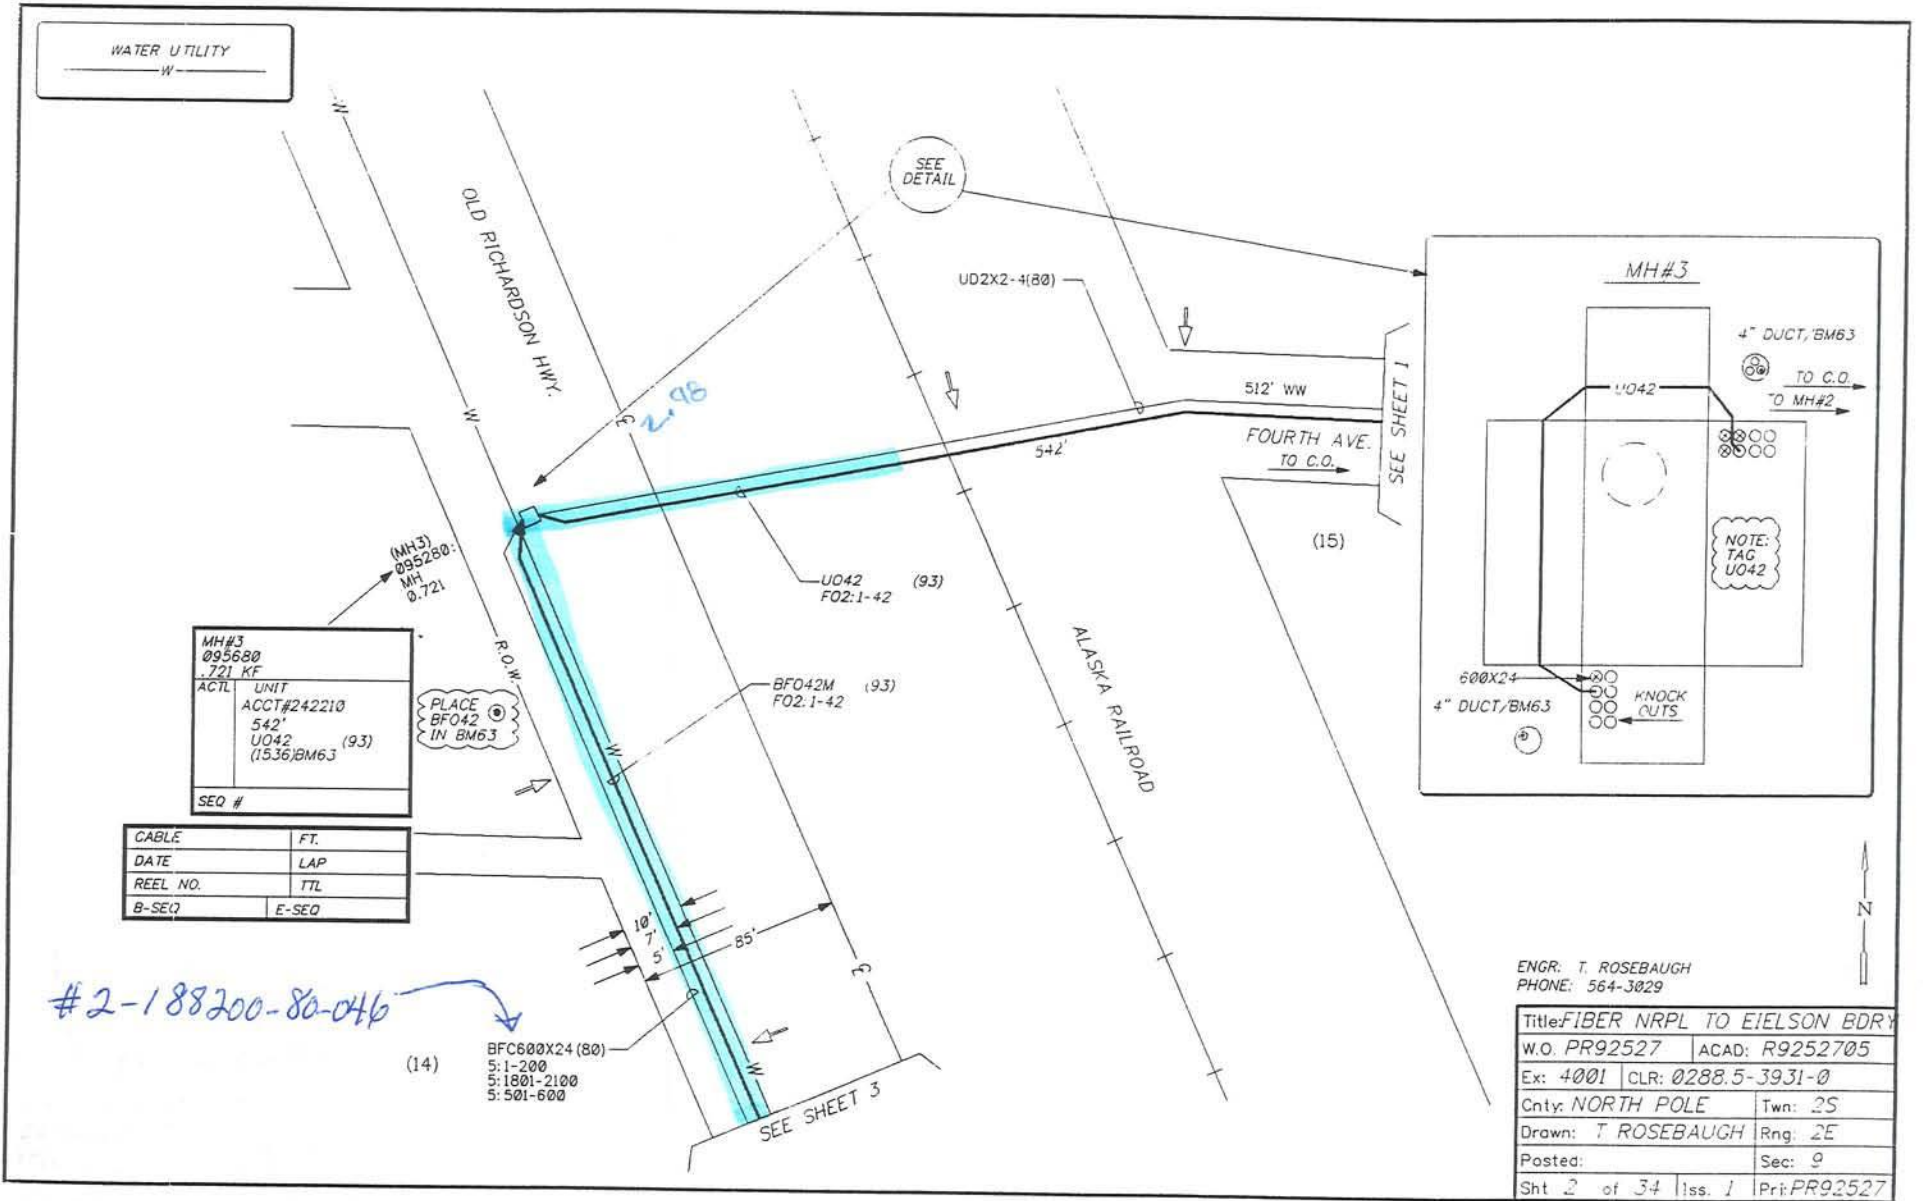 WATER UTILITY
W
W
OLD RICHARDSON HWY.
SEE
DETAIL
UD2X2-4(80)
MH#3
4" DUCT/BM63
UO42
TO C.O.
TO MH#2
512' WW
SEE SHEET 1
W
2.98
FOURTH AVE.
TO C.O.
542'
(15)
NOTE:
TAG
UO42
(MH3)
095280:
MH
0.721
UO42 (93)
FO2:1-42
ALASKA RAILROAD
MH#3
095680
.721 KF
ACTL UNIT
ACCT#242210
542'
UO42 (93)
(1536)BM63
SEQ #
R.O.W.
PLACE
BFO42
IN BM63
BFO42M (93)
FO2:1-42
W
600X24
4" DUCT/BM63
KNOCK
OUTS
CABLE FT.
DATE LAP
REEL NO. TTL
B-SEQ E-SEQ
10'
7'
5'
85'
N
#2-188200-80-046
(14)
BFC600X24(80)
5:1-200
5:1801-2100
5:501-600
W
SEE SHEET 3
ENGR: T. ROSEBAUGH
PHONE: 564-3029
Title: FIBER NRPL TO EIELSON BDRY
W.O. PR92527 ACAD: R9252705
Ex: 4001 CLR: 0288.5-3931-0
Cnty: NORTH POLE Twn: 2S
Drawn: T ROSEBAUGH Rng: 2E
Posted: Sec: 9
Sht 2 of 34 Iss. 1 Pri: PR92527